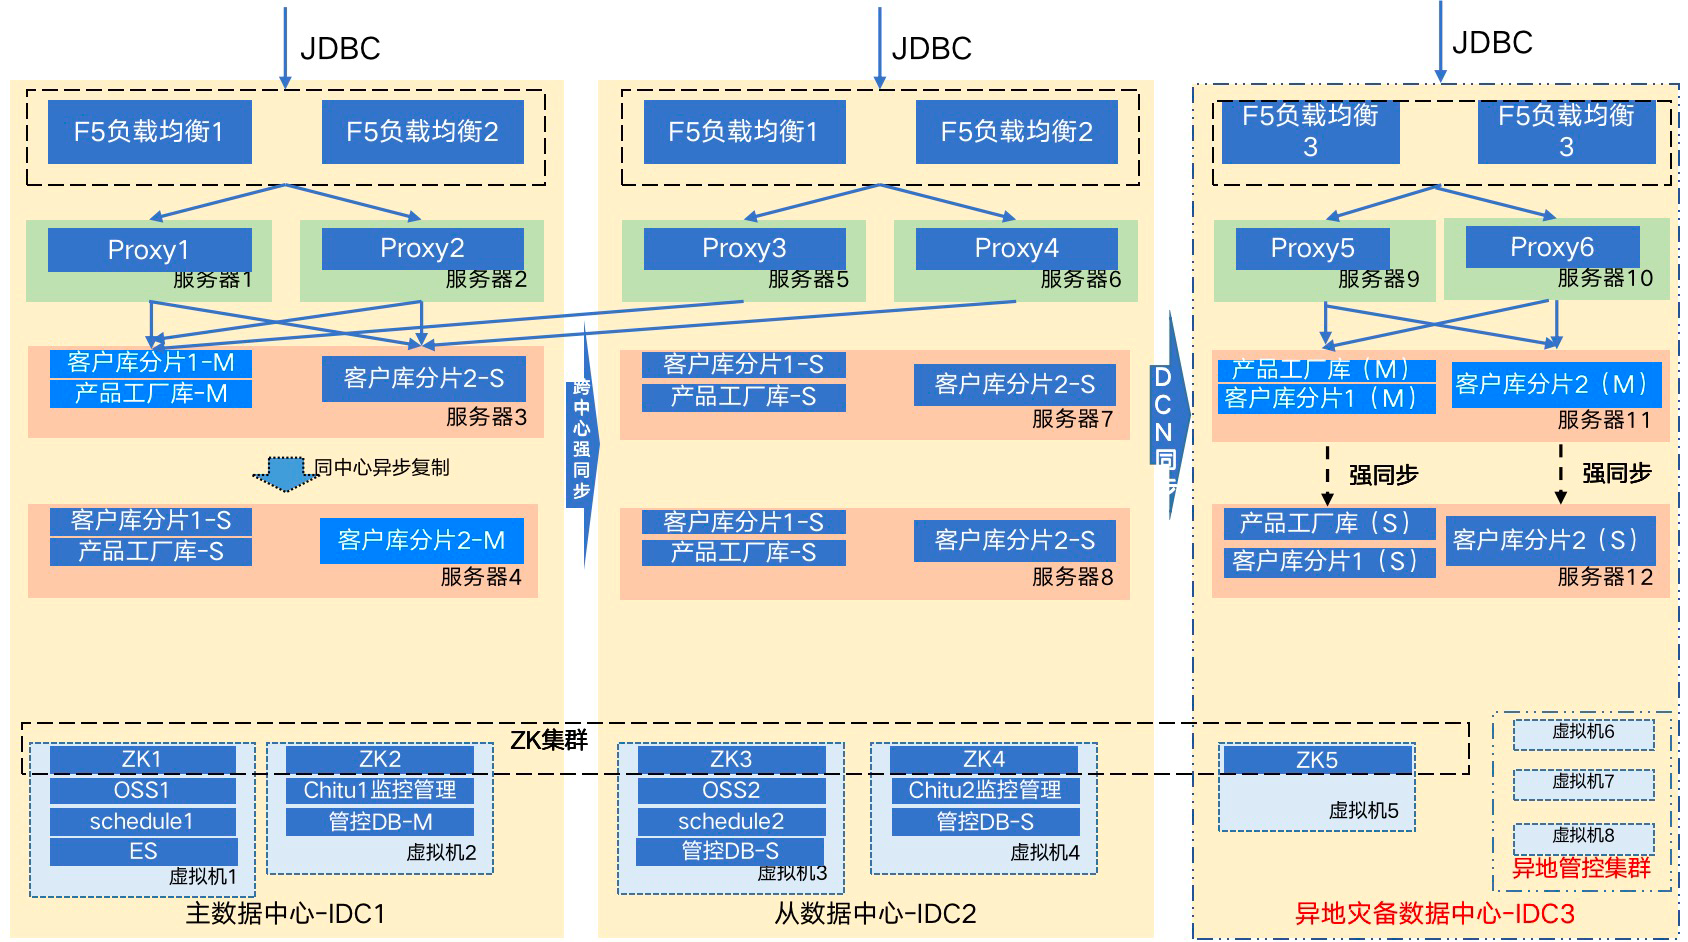 JDBC
F5负载均衡1
F5负载均衡2
Proxy1
服务器1
Proxy2
服务器2
客户库分片1-M
产品工厂库-M
客户库分片2-S
服务器3
同中心异步复制
客户库分片1-S
产品工厂库-S
客户库分片2-M
服务器4
跨中心强同步
JDBC
F5负载均衡1
F5负载均衡2
Proxy3
服务器5
Proxy4
服务器6
客户库分片1-S
产品工厂库-S
客户库分片2-S
服务器7
客户库分片1-S
产品工厂库-S
客户库分片2-S
服务器8
DCN同步
JDBC
F5负载均衡
3
F5负载均衡
3
Proxy5
服务器9
Proxy6
服务器10
产品工厂库（M）
客户库分片1（M）
客户库分片2（M）
服务器11
强同步
强同步
产品工厂库（S）
客户库分片1（S）
客户库分片2（S）
服务器12
ZK集群
ZK1
OSS1
schedule1
ES
虚拟机1
ZK2
Chitu1监控管理
管控DB-M
虚拟机2
主数据中心-IDC1
ZK3
OSS2
schedule2
管控DB-S
虚拟机3
ZK4
Chitu2监控管理
管控DB-S
虚拟机4
从数据中心-IDC2
ZK5
虚拟机5
虚拟机6
虚拟机7
虚拟机8
异地管控集群
异地灾备数据中心-IDC3